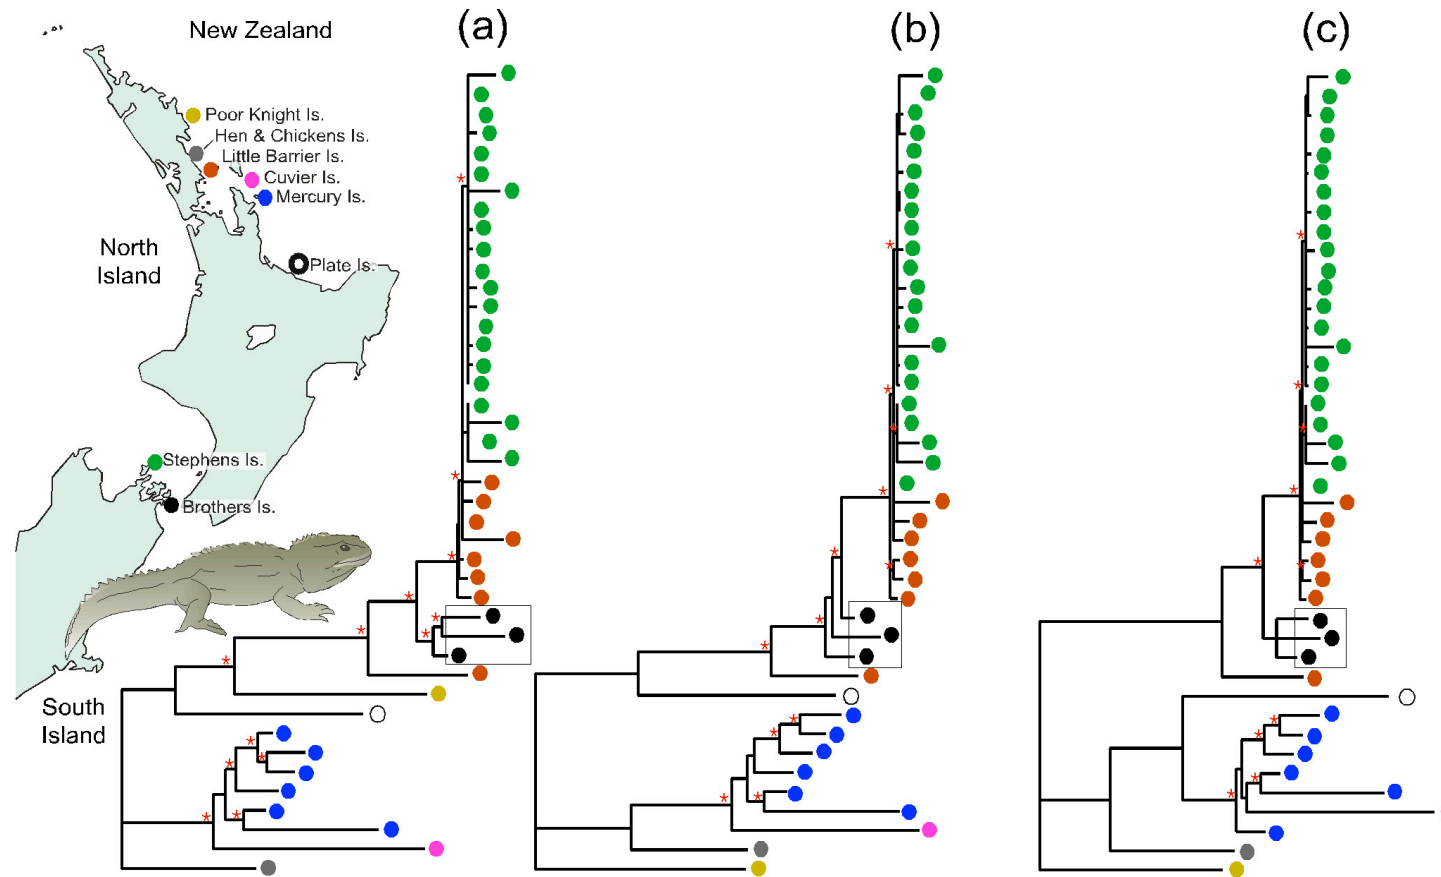 New Zealand
(a)
(b)
(c)
Poor Knight Is.
Hen & Chickens Is.
Little Barrier Is.
Cuvier Is.
Mercury Is.
North
Island
Plate Is.
Stephens Is.
Brothers Is.
South
Island